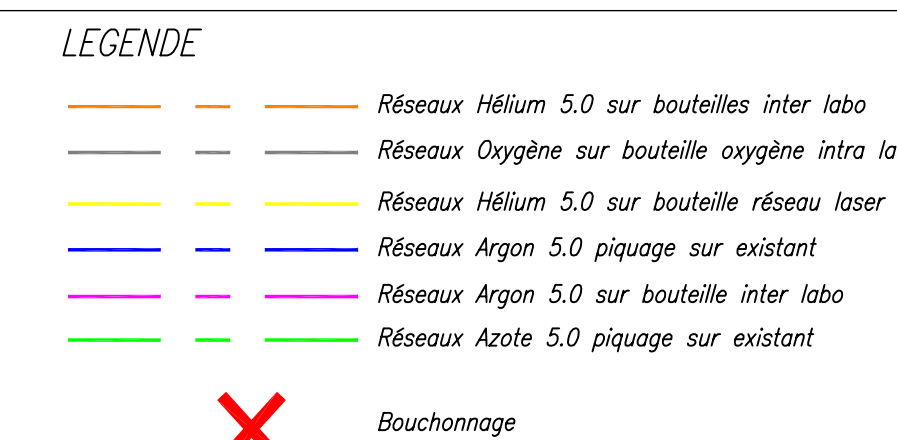 LEGENDE
Réseaux Hélium 5.0 sur bouteilles inter labo
Réseaux Oxygène sur bouteille oxygène intra la
Réseaux Hélium 5.0 sur bouteille réseau laser
Réseaux Argon 5.0 piquage sur existant
Réseaux Argon 5.0 sur bouteille inter labo
Réseaux Azote 5.0 piquage sur existant
Bouchonnage